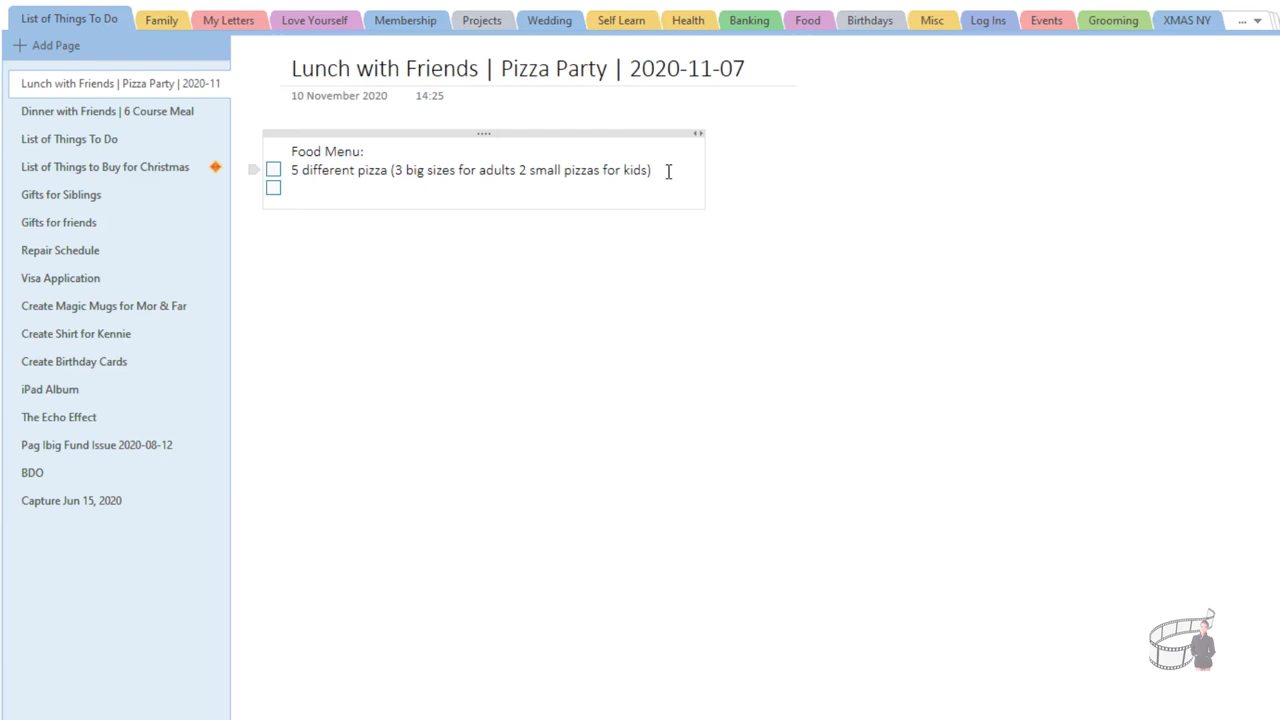 List of Things To Do
Family
My Letters
Love Yourself
Membership
Projects
Wedding
Self Learn
Health
Banking
Food
Birthdays
Misc
Log Ins
Events
Grooming
XMAS NY
...
Add Page
Lunch with Friends | Pizza Party | 2020-11
Dinner with Friends | 6 Course Meal
List of Things To Do
List of Things to Buy for Christmas
Gifts for Siblings
Gifts for friends
Repair Schedule
Visa Application
Create Magic Mugs for Mor & Far
Create Shirt for Kennie
Create Birthday Cards
iPad Album
The Echo Effect
Pag Ibig Fund Issue 2020-08-12
BDO
Capture Jun 15, 2020
Lunch with Friends | Pizza Party | 2020-11-07
10 November 2020 14:25
Food Menu:
5 different pizza (3 big sizes for adults 2 small pizzas for kids)